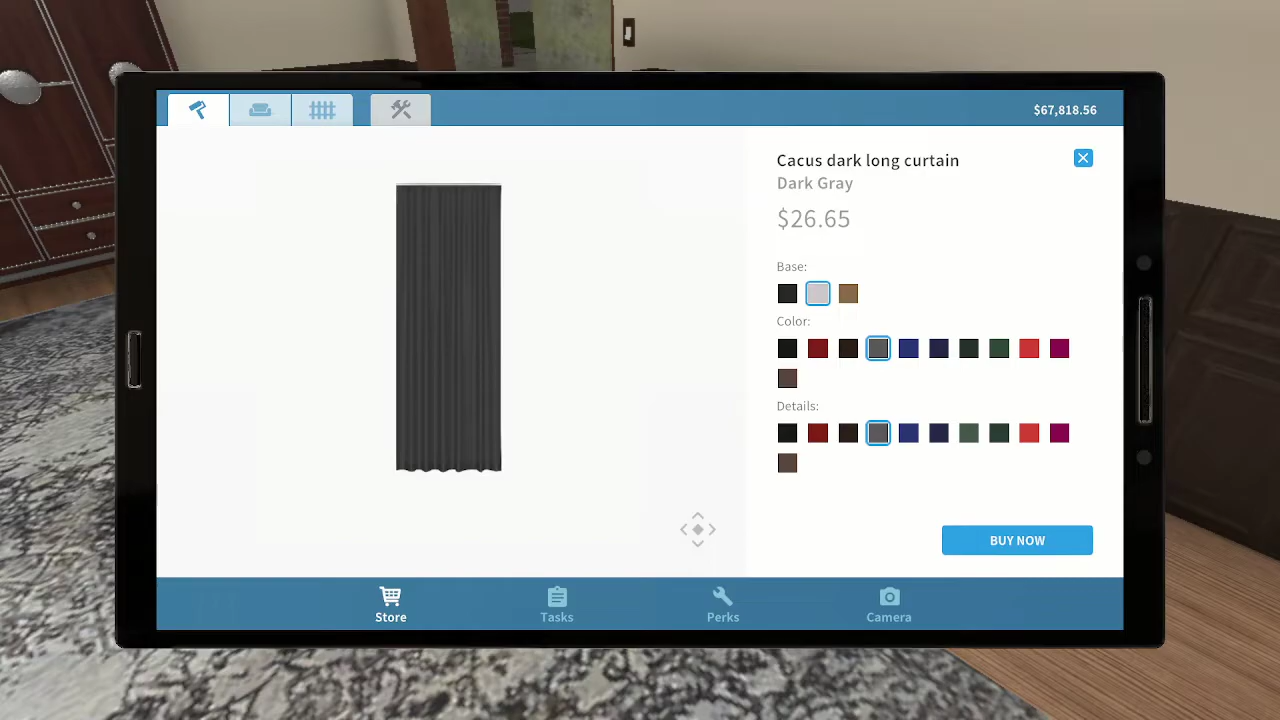 $67,818.56
Cacus dark long curtain
Dark Gray
$26.65
Base:
Color:
Details:
BUY NOW
Store
Tasks
Perks
Camera